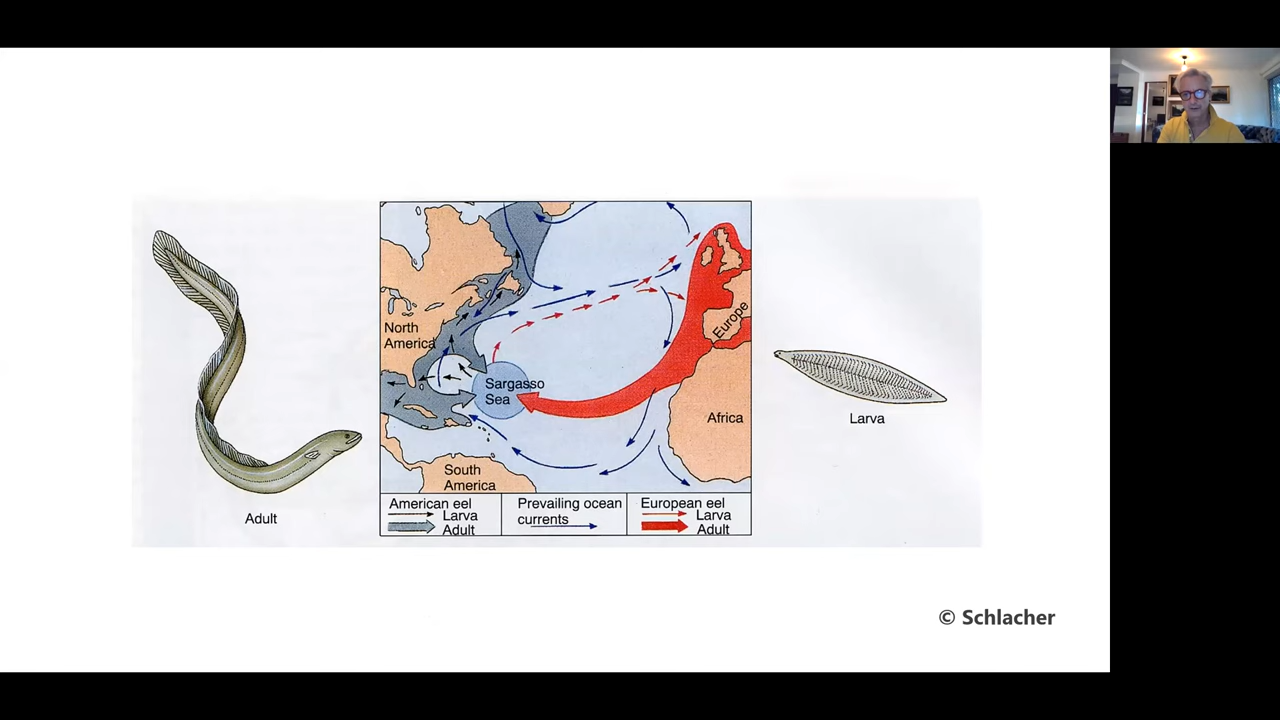 North
America
Sargasso
Sea
Europe
Africa
South
America
American eel
Larva
Adult
Prevailing ocean
currents
European eel
Larva
Adult
Adult
Larva
© Schlacher